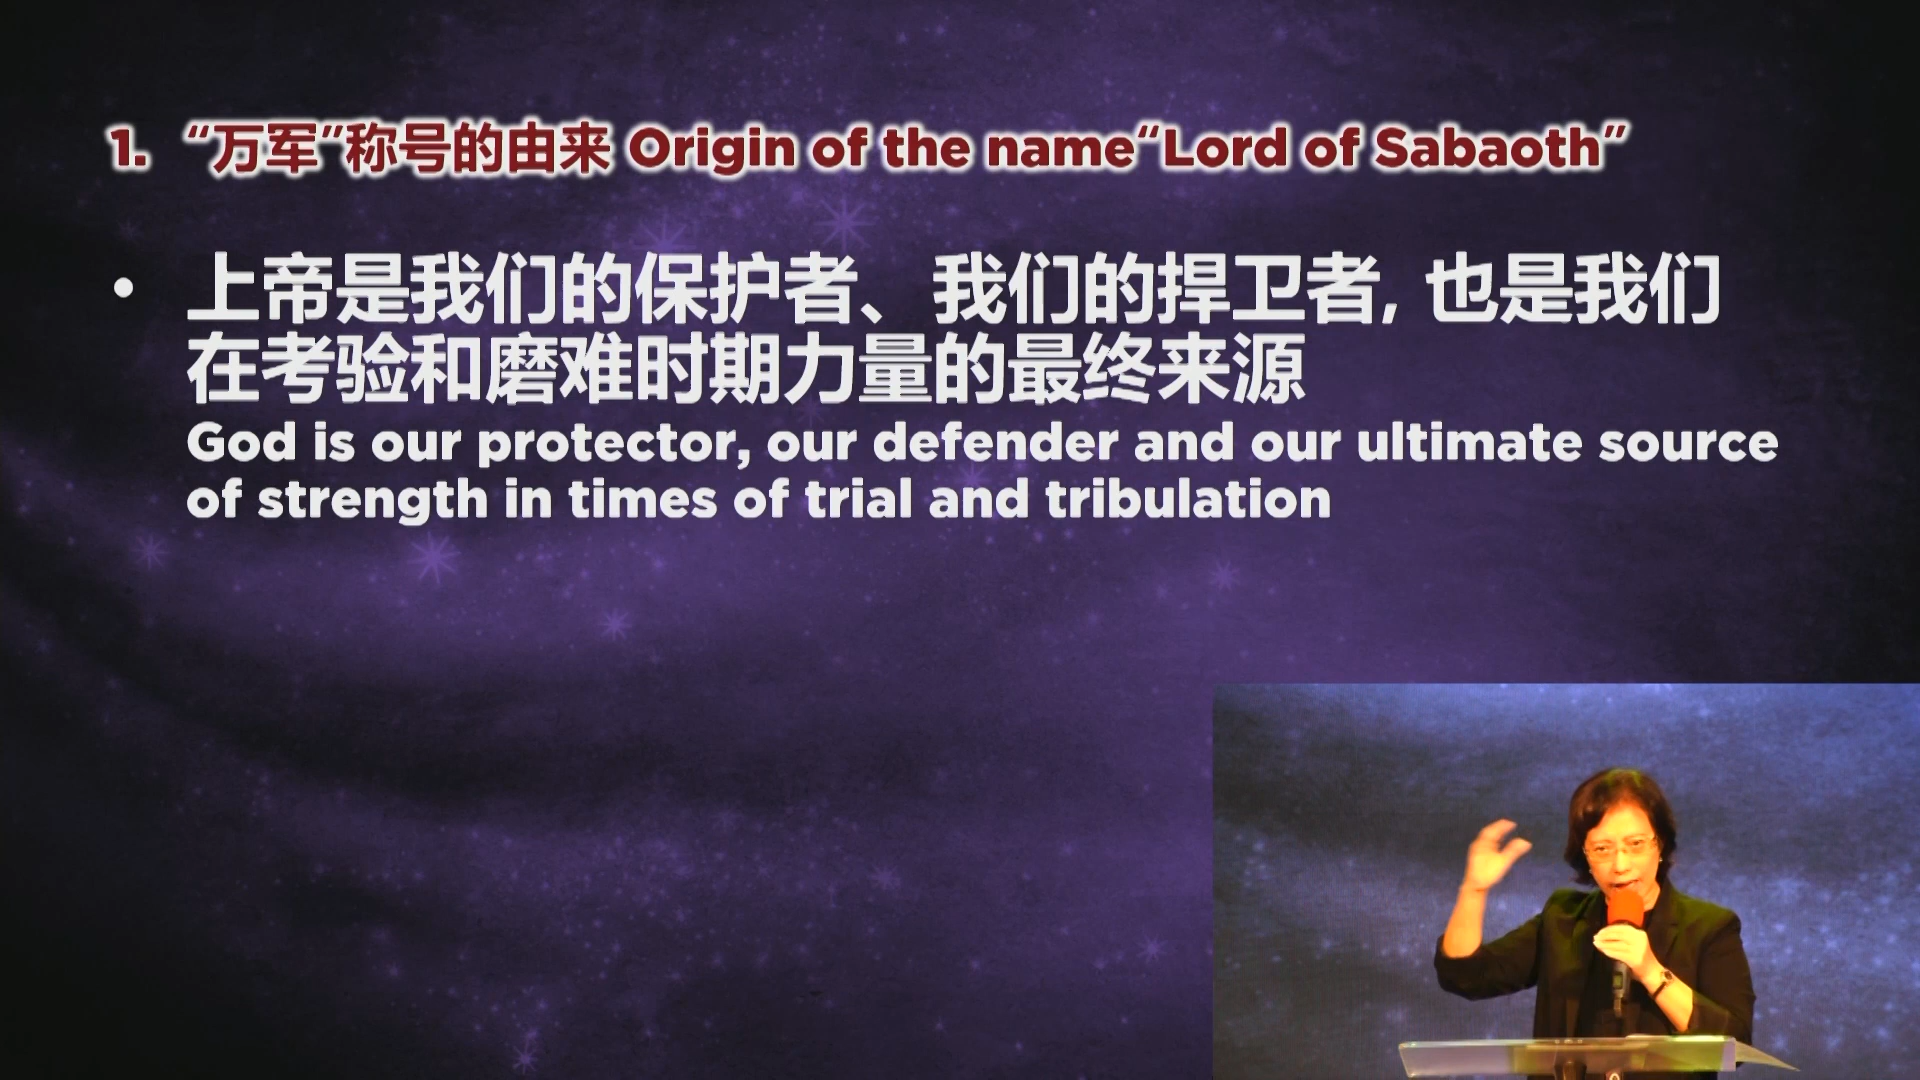 1. “万军”称号的由来 Origin of the name“Lord of Sabaoth”
• 上帝是我们的保护者、我们的捍卫者, 也是我们
在考验和磨难时期力量的最终来源
God is our protector, our defender and our ultimate source
of strength in times of trial and tribulation